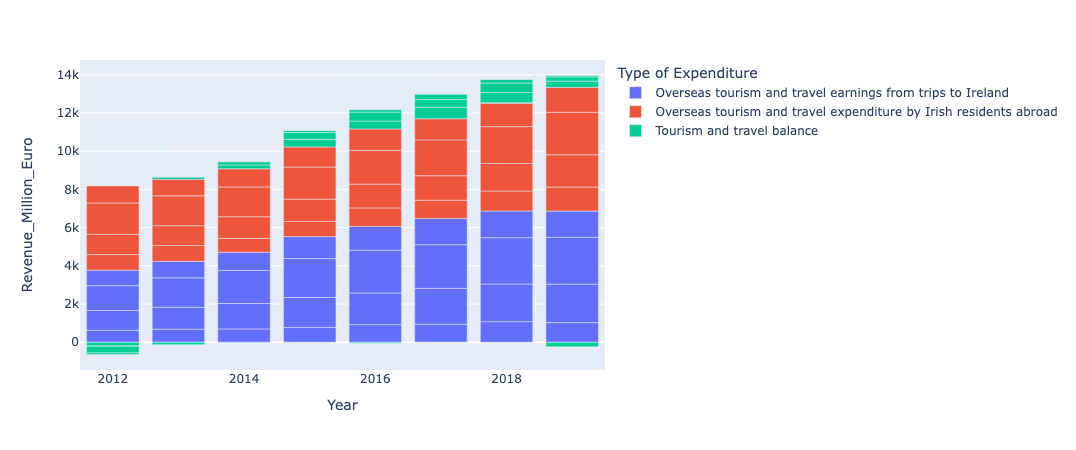 Type of Expenditure
Overseas tourism and travel earnings from trips to Ireland
Overseas tourism and travel expenditure by Irish residents abroad
Tourism and travel balance
Revenue_Million_Euro
14k
12k
10k
8k
6k
4k
2k
0
2012 2014 2016 2018
Year